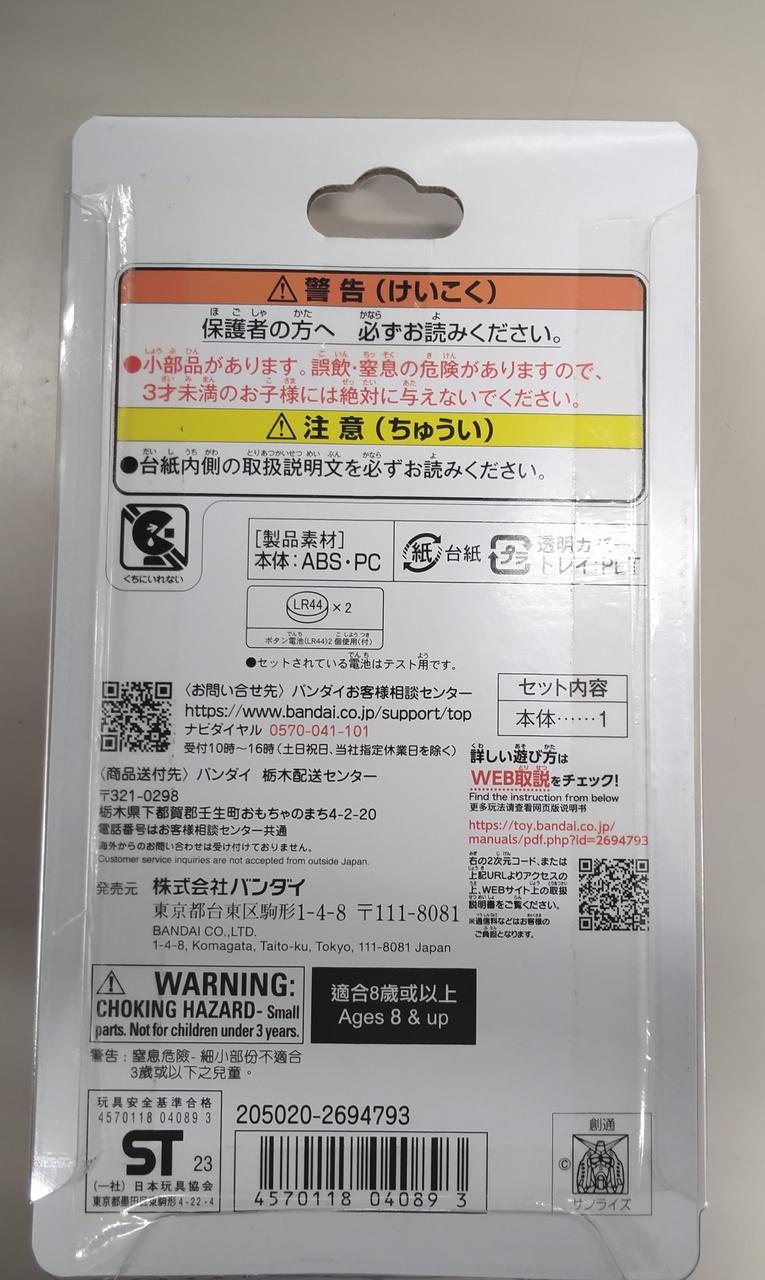 警告(けいこく)
保護者の方へ 必ずお読みください。
●小部品があります。誤飲・窒息の危険がありますので、
3才未満のお子様には絶対に与えないでください。
注意(ちゅうい)
●台紙内側の取扱説明文を必ずお読みください。
くちにいれない
[製品素材]
本体:ABS・PC
紙 台紙
プラ 透明カバー
トレイ:PET
LR44 ×2
ボタン電池(LR44)2個使用(付)
●セットされている電池はテスト用です。
〈お問い合せ先〉バンダイお客様相談センター
https://www.bandai.co.jp/support/top
ナビダイヤル 0570-041-101
受付10時~16時(土日祝日、当社指定休業日を除く)
セット内容
本体……1
〈商品送付先〉バンダイ 栃木配送センター
〒321-0298
栃木県下都賀郡壬生町おもちゃのまち4-2-20
電話番号はお客様相談センター共通
海外からのお問い合わせは受け付けておりません。
Customer service inquiries are not accepted from outside Japan.
詳しい遊び方は
WEB取説をチェック!
Find the instruction from below
更多玩法请查看网页版说明书
https://toy.bandai.co.jp/
manuals/pdf.php?id=2694793
右の2次元コード、または
上記URLよりアクセスの
上、WEBサイト上の取扱
説明書をご覧ください。
※通信料などはお客様の
ご負担となります。
発売元 株式会社バンダイ
東京都台東区駒形1-4-8 〒111-8081
BANDAI CO.,LTD.
1-4-8, Komagata, Taito-ku, Tokyo, 111-8081 Japan
WARNING:
CHOKING HAZARD- Small
parts. Not for children under 3 years.
適合8歲或以上
Ages 8 & up
警告:窒息危險-細小部份不適合
3歲或以下之兒童。
玩具安全基準合格
4570118 04089 3
ST 23
(一社)日本玩具協会
東京都墨田区東駒形4-22-4
205020-2694793
4570118 04089 3
創通
©
サンライズ